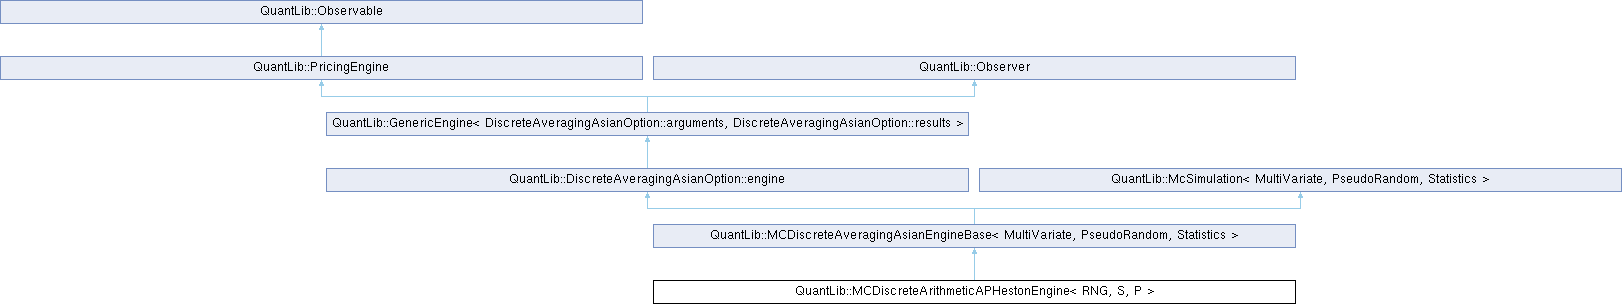 QuantLib::Observable
QuantLib::PricingEngine
QuantLib::Observer
QuantLib::GenericEngine< DiscreteAveragingAsianOption::arguments, DiscreteAveragingAsianOption::results >
QuantLib::DiscreteAveragingAsianOption::engine
QuantLib::McSimulation< MultiVariate, PseudoRandom, Statistics >
QuantLib::MCDiscreteAveragingAsianEngineBase< MultiVariate, PseudoRandom, Statistics >
QuantLib::MCDiscreteArithmeticAPHestonEngine< RNG, S, P >